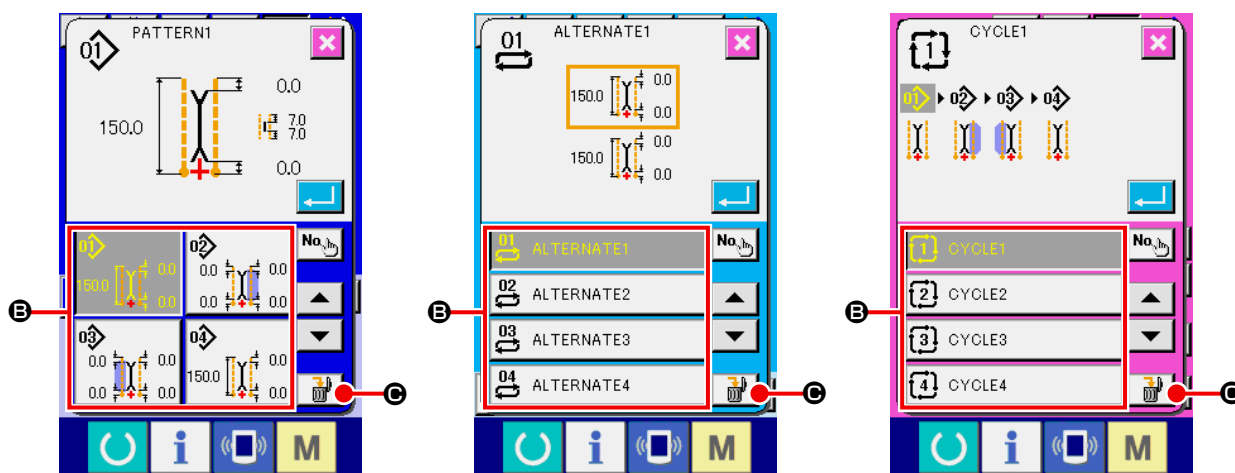 01 PATTERN1
0.0
150.0
7.0
7.0
0.0
No.
01
150.0 0.0
0.0
02
0.0 0.0
0.0 0.0
03
0.0 0.0
0.0 0.0
04
150.0 0.0
0.0
B
C
i M
01 ALTERNATE1
150.0 0.0
0.0
150.0 0.0
0.0
01 ALTERNATE1
No.
02 ALTERNATE2
03 ALTERNATE3
04 ALTERNATE4
B
C
i M
1 CYCLE1
01 02 03 04
1 CYCLE1
No.
2 CYCLE2
3 CYCLE3
4 CYCLE4
B
C
i M